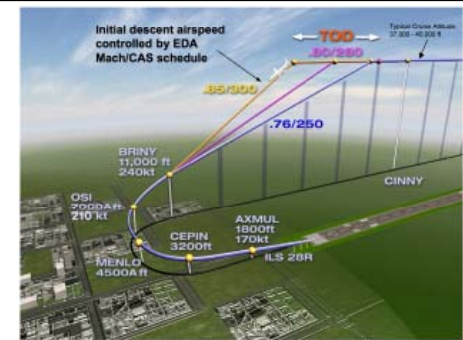 Initial descent airspeed
controlled by EDA
Mach/CAS schedule
TOD
Typical Cruise Altitude
37,000 - 40,000 ft
.80/280
.85/300
.76/250
BRINY
11,000 ft
240kt
CINNY
OSI
7000A ft
210 kt
CEPIN
3200ft
AXMUL
1800ft
170kt
MENLO
4500A ft
ILS 28R